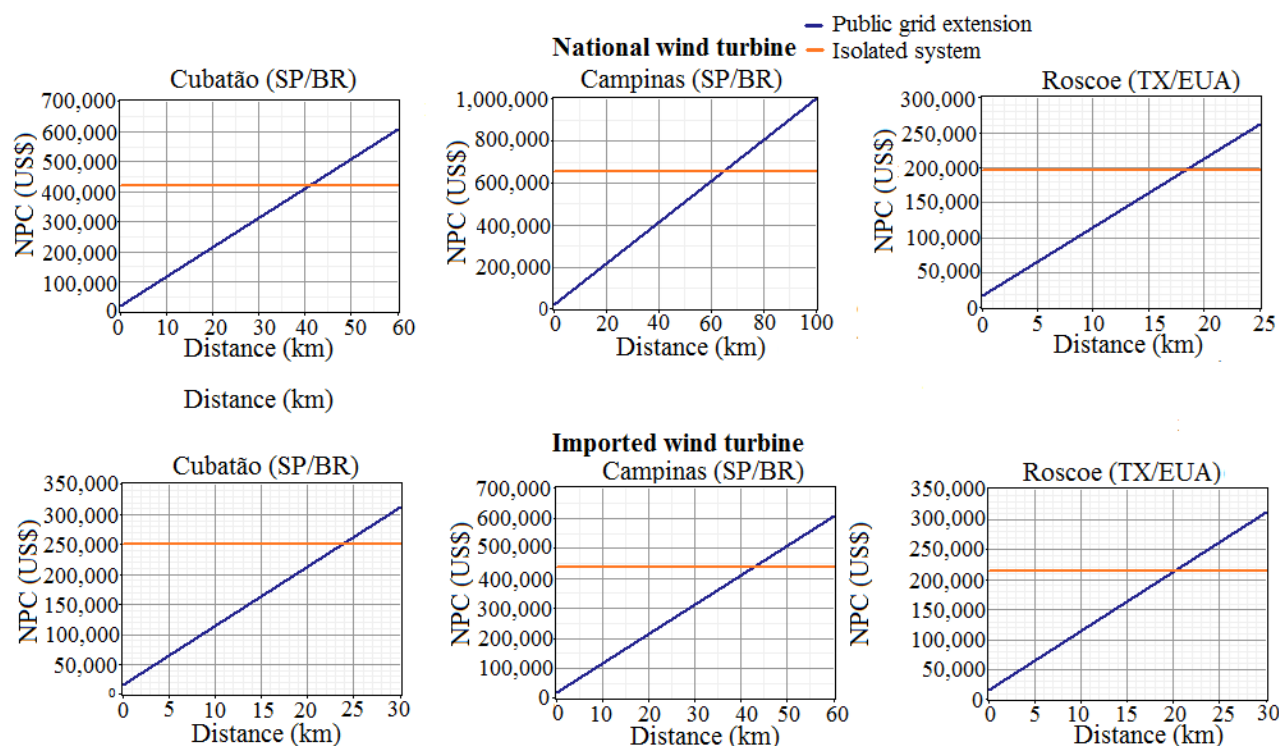 Public grid extension
National wind turbine
Isolated system
Cubatão (SP/BR)
Campinas (SP/BR)
Roscoe (TX/EUA)
NPC (US$)
700,000
600,000
500,000
400,000
300,000
200,000
100,000
0
0 10 20 30 40 50 60
Distance (km)
NPC (US$)
1,000,000
800,000
600,000
400,000
200,000
0
0 20 40 60 80 100
Distance (km)
NPC (US$)
300,000
250,000
200,000
150,000
100,000
50,000
0
0 5 10 15 20 25
Distance (km)
Distance (km)
Imported wind turbine
Cubatão (SP/BR)
Campinas (SP/BR)
Roscoe (TX/EUA)
NPC (US$)
350,000
300,000
250,000
200,000
150,000
100,000
50,000
0
0 5 10 15 20 25 30
Distance (km)
NPC (US$)
700,000
600,000
500,000
400,000
300,000
200,000
100,000
0
0 10 20 30 40 50 60
Distance (km)
NPC (US$)
350,000
300,000
250,000
200,000
150,000
100,000
50,000
0
0 5 10 15 20 25 30
Distance (km)